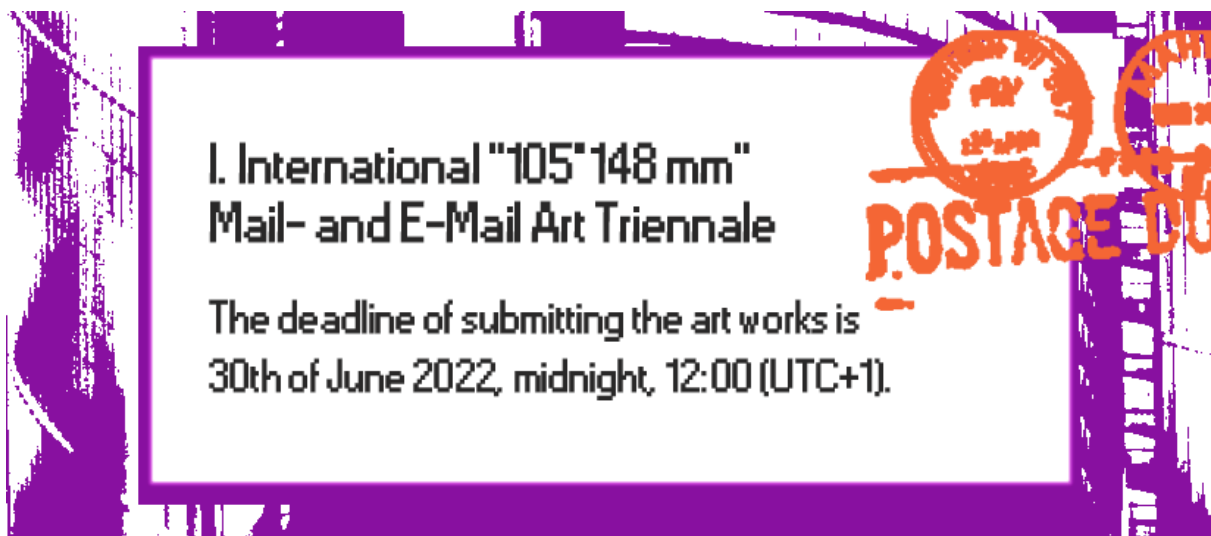 I. International "105*148 mm"
Mail- and E-Mail Art Triennale
The deadline of submitting the art works is
30th of June 2022, midnight, 12:00 (UTC+1).
POSTAGE DU